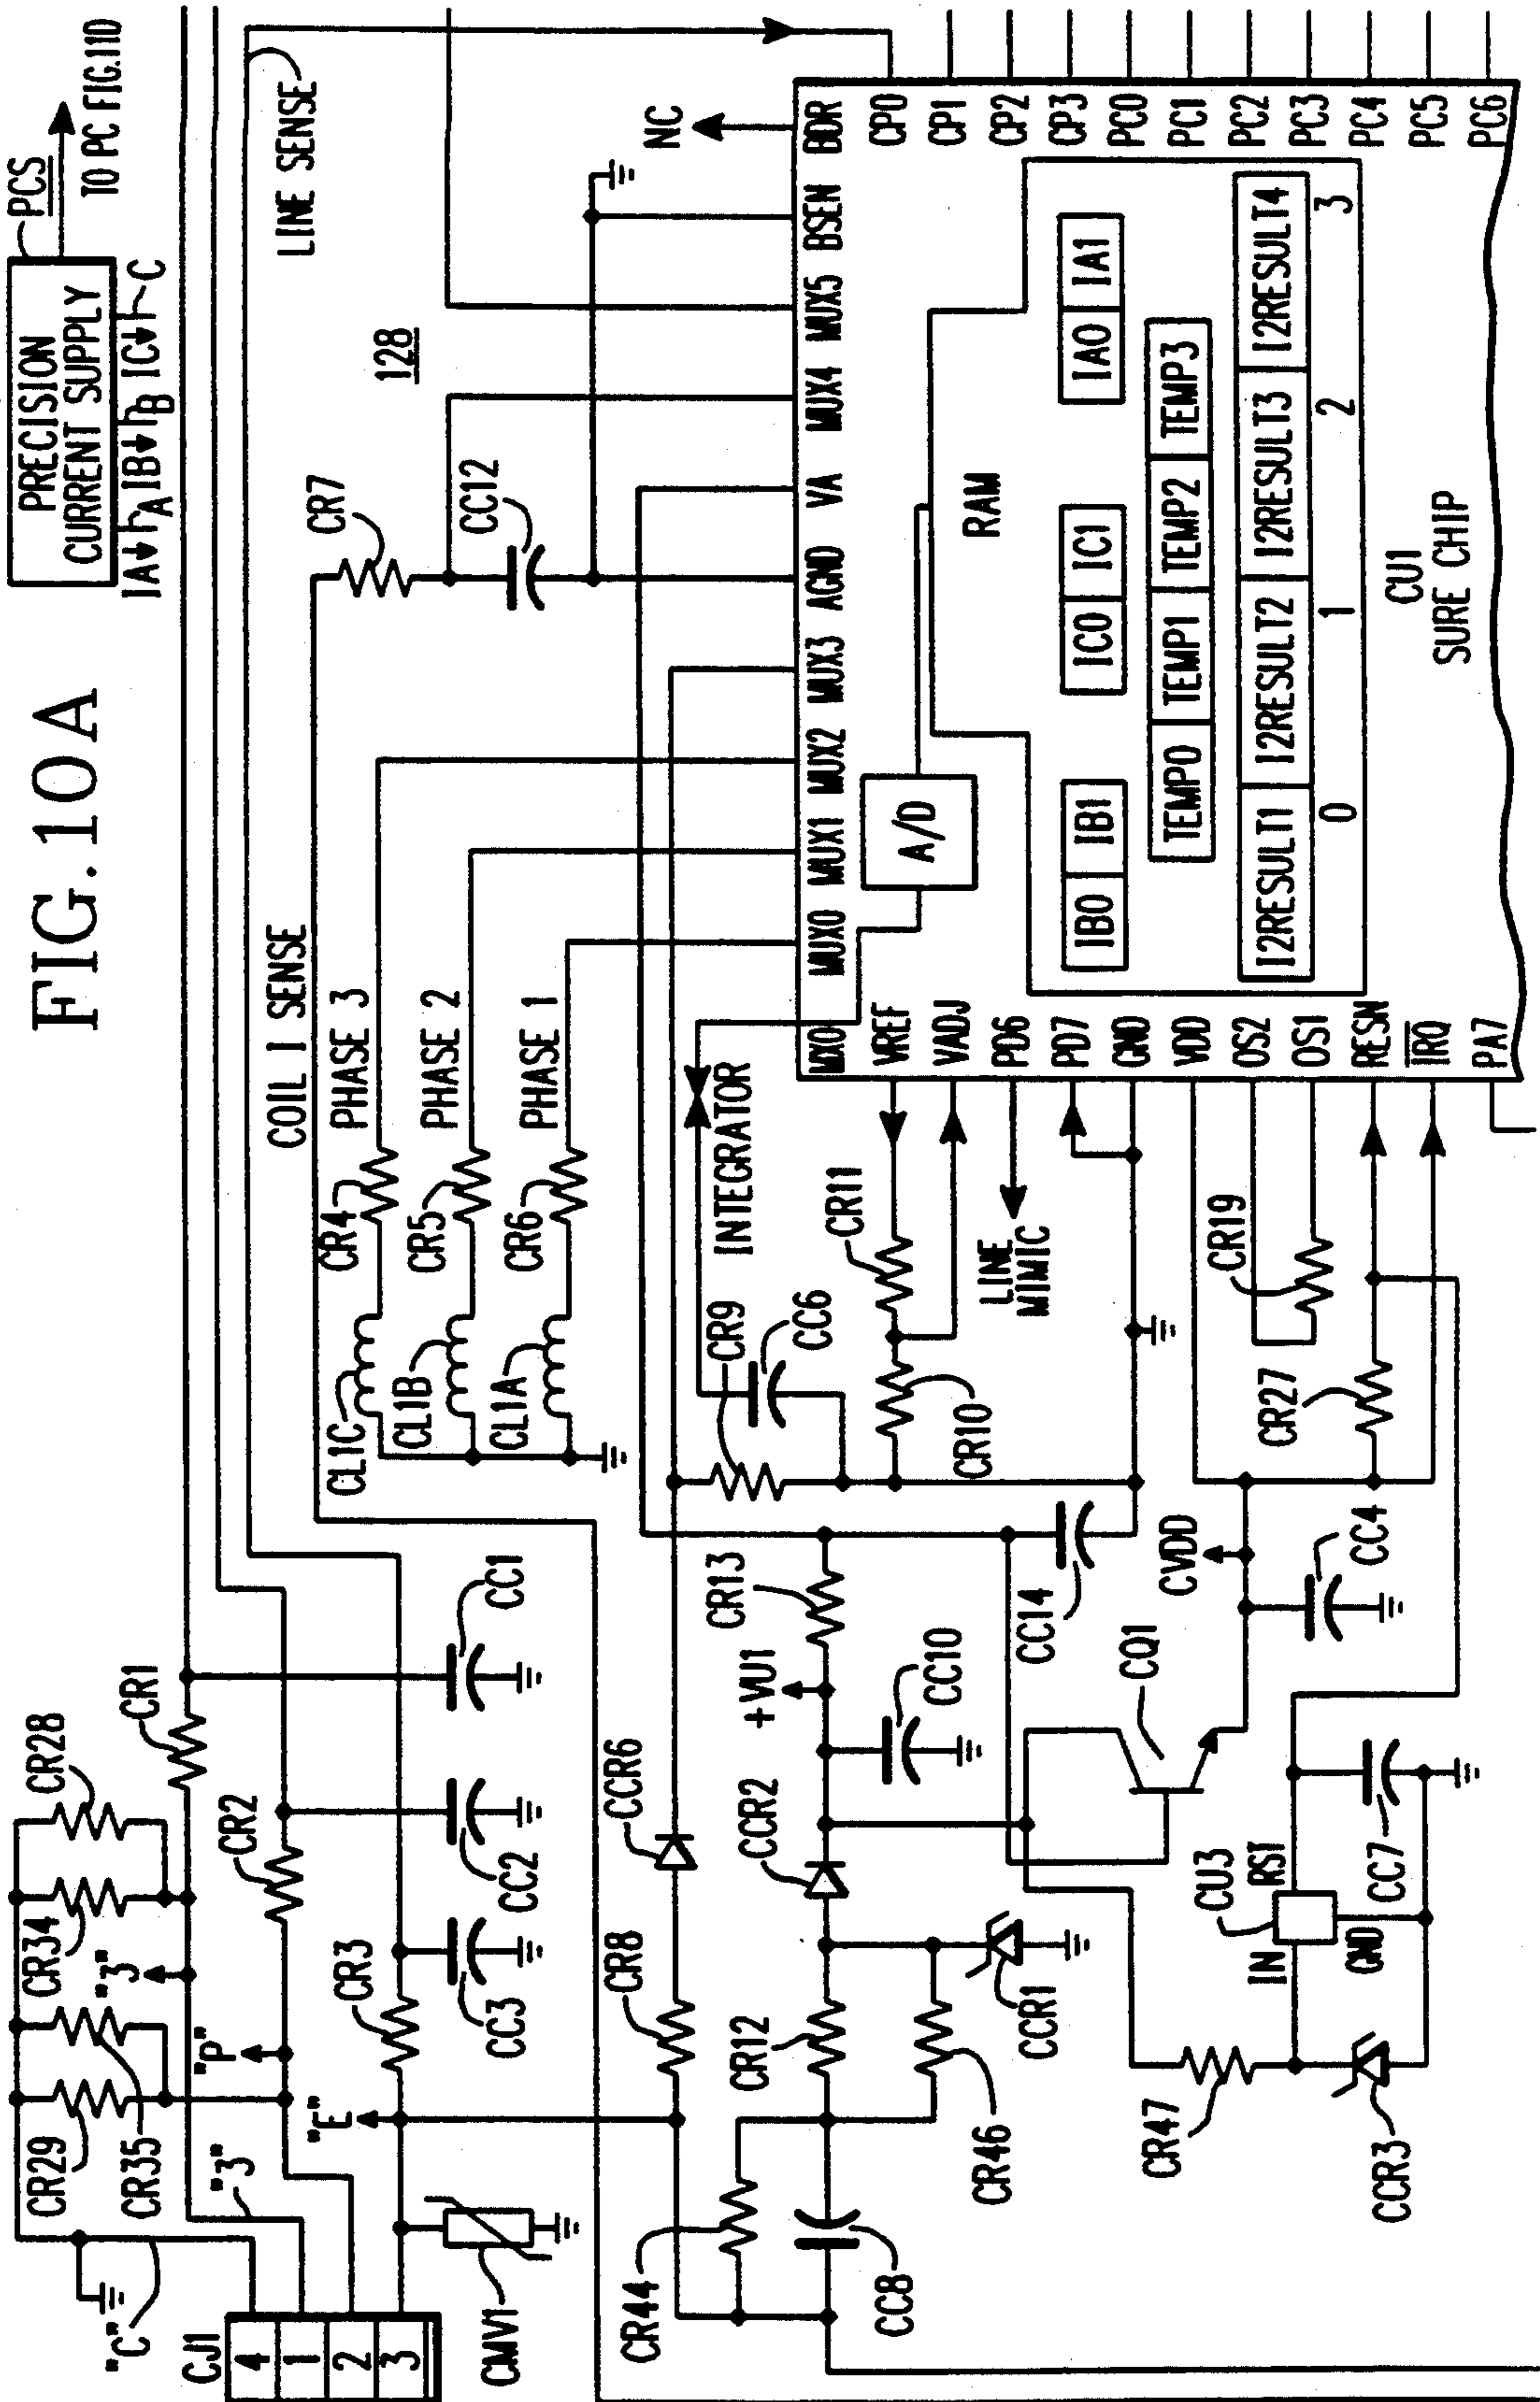 FIG. 10A
PRECISION
CURRENT SUPPLY
PCS
TO PC FIG.11D
IA
A
IB
B
IC
C
LINE SENSE
128
COIL I SENSE
PHASE 3
PHASE 2
PHASE 1
CR4
CR5
CR6
CL1C
CL1B
CL1A
CR7
CC12
NC
INTEGRATOR
CJ1
4
1
2
3
"C"
"3"
CMV1
CR29
CR35
"P"
"3"
CR34
CR28
CR1
CR2
CR3
CC1
CC2
CC3
"E"
CR8
CCR6
CR9
CC6
CR11
CR10
LINE
MIMIC
CR44
CC8
CR12
CR46
CCR1
CCR2
+VU1
CC10
CR13
CC14
CQ1
CVDD
CC4
CR27
CR19
CR47
CCR3
CU3
IN
RST
GND
CC7
MX0
MUX0
MUX1
MUX2
MUX3
AGND
VA
MUX4
MUX5
BSEN
BDR
VREF
VADJ
PD6
PD7
GND
VDD
OS2
OS1
RESN
IRQ
PA7
CP0
CP1
CP2
CP3
PC0
PC1
PC2
PC3
PC4
PC5
PC6
A/D
RAM
IB0
IB1
IC0
IC1
IA0
IA1
TEMP0
TEMP1
TEMP2
TEMP3
I2RESULT1
I2RESULT2
I2RESULT3
I2RESULT4
0
1
2
3
CU1
SURE CHIP